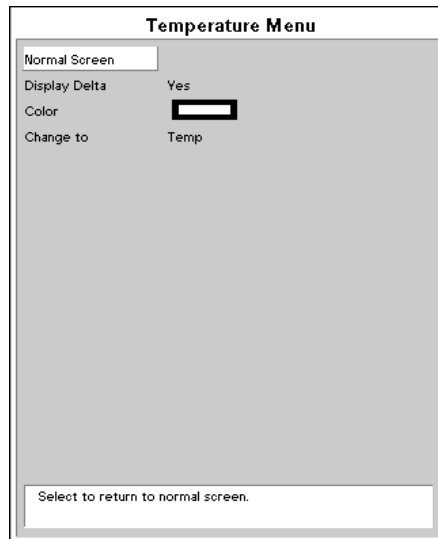 Temperature Menu
Normal Screen
Display Delta Yes
Color
Change to Temp
Select to return to normal screen.